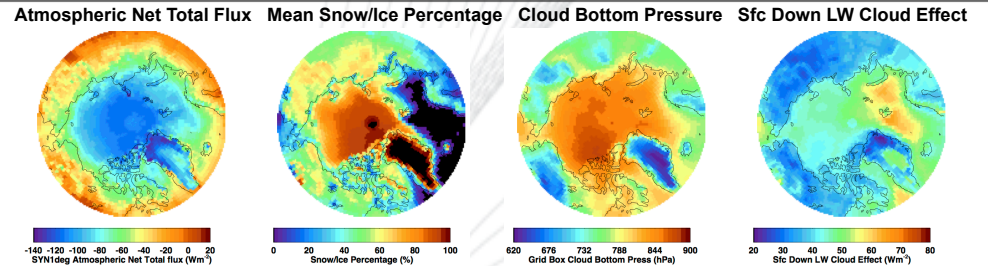 Atmospheric Net Total Flux Mean Snow/Ice Percentage Cloud Bottom Pressure Sfc Down LW Cloud Effect
-140 -120 -100 -80 -60 -40 -20 0 20
SYN1deg Atmospheric Net Total flux (Wm⁻²)
0 20 40 60 80 100
Snow/Ice Percentage (%)
620 676 732 788 844 900
Grid Box Cloud Bottom Press (hPa)
20 30 40 50 60 70 80
Sfc Down LW Cloud Effect (Wm⁻²)